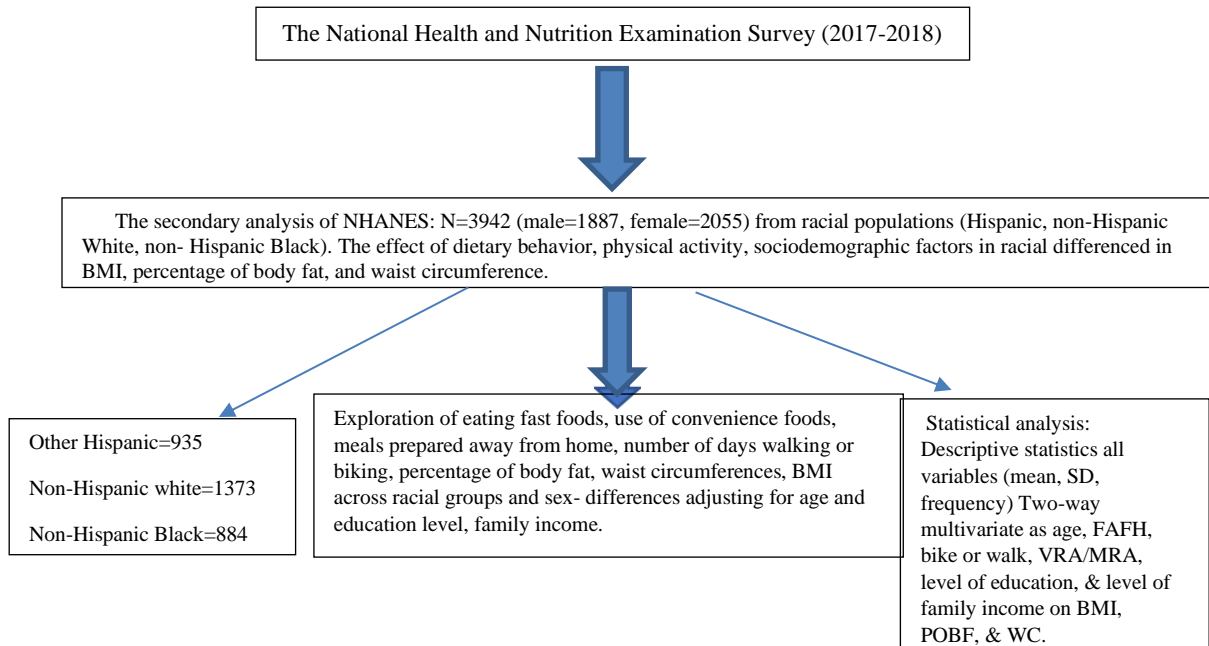 The National Health and Nutrition Examination Survey (2017-2018)
The secondary analysis of NHANES: N=3942 (male=1887, female=2055) from racial populations (Hispanic, non-Hispanic
White, non- Hispanic Black). The effect of dietary behavior, physical activity, sociodemographic factors in racial differenced in
BMI, percentage of body fat, and waist circumference.
Other Hispanic=935
Non-Hispanic white=1373
Non-Hispanic Black=884
Exploration of eating fast foods, use of convenience foods,
meals prepared away from home, number of days walking or
biking, percentage of body fat, waist circumferences, BMI
across racial groups and sex- differences adjusting for age and
education level, family income.
Statistical analysis:
Descriptive statistics all
variables (mean, SD,
frequency) Two-way
multivariate as age, FAFH,
bike or walk, VRA/MRA,
level of education, & level of
family income on BMI,
POBF, & WC.